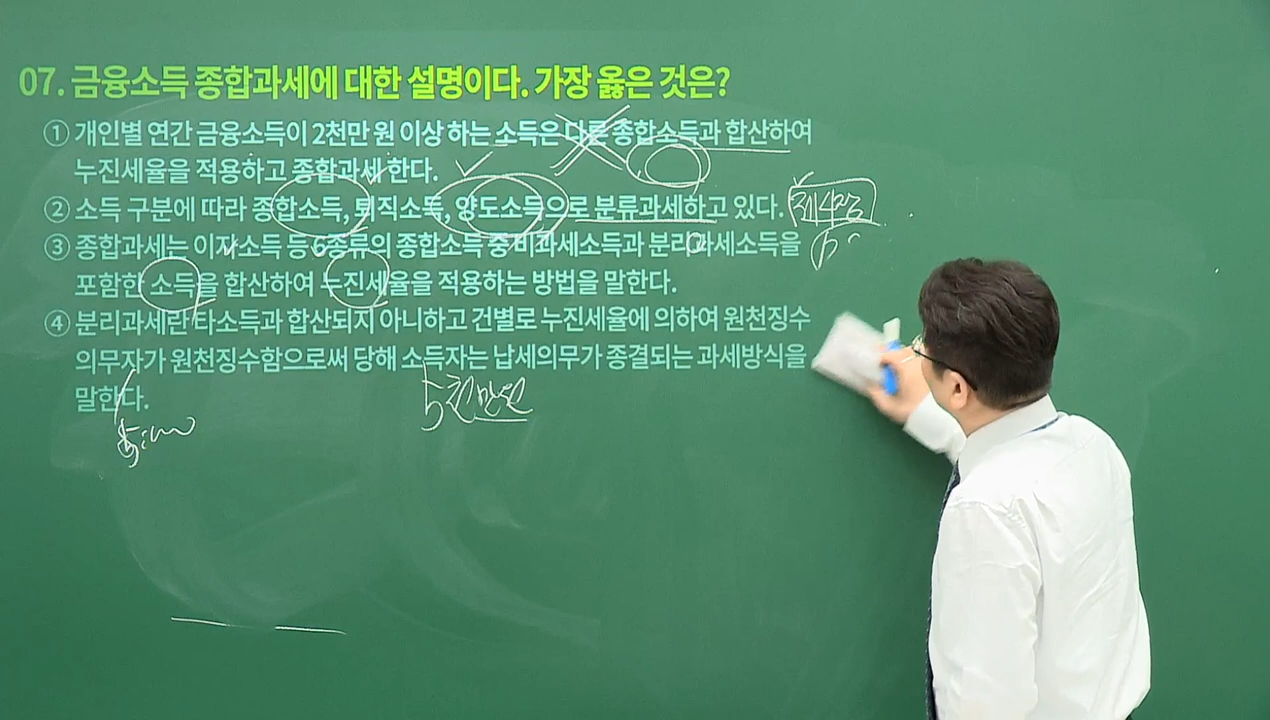 07. 금융소득 종합과세에 대한 설명이다. 가장 옳은 것은?
① 개인별 연간 금융소득이 2천만 원 이상 하는 소득은 다른 종합소득과 합산하여
누진세율을 적용하고 종합과세 한다.
② 소득 구분에 따라 종합소득, 퇴직소득, 양도소득으로 분류과세하고 있다.
③ 종합과세는 이자소득 등 6종류의 종합소득 중 비과세소득과 분리과세소득을
포함한 소득을 합산하여 누진세율을 적용하는 방법을 말한다.
④ 분리과세란 타소득과 합산되지 아니하고 건별로 누진세율에 의하여 원천징수
의무자가 원천징수함으로써 당해 소득자는 납세의무가 종결되는 과세방식을
말한다.
5천만원